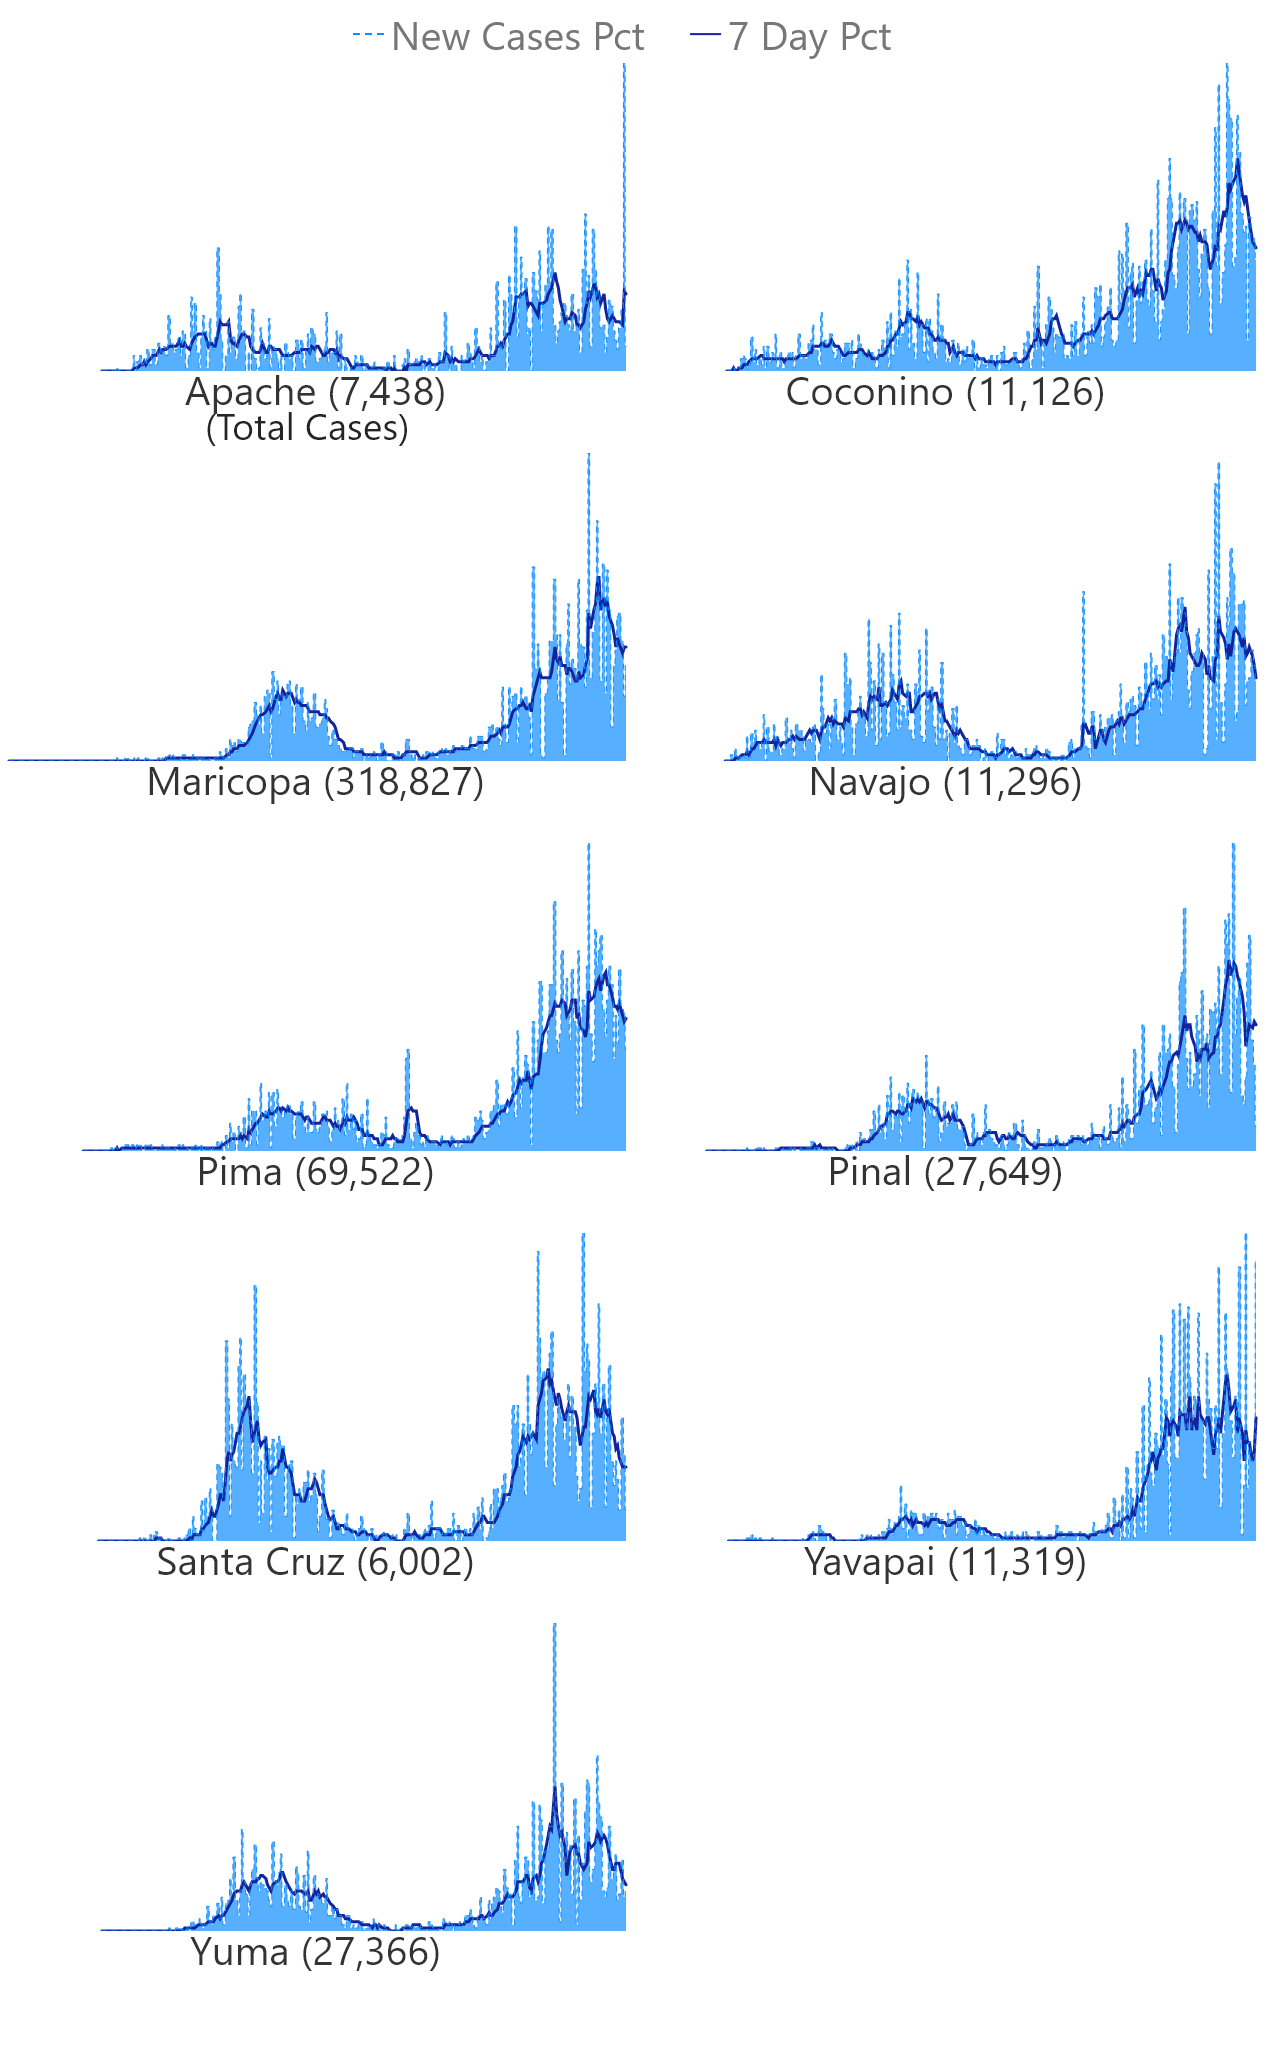 New Cases Pct 7 Day Pct
Apache (7,438)
(Total Cases)
Coconino (11,126)
Maricopa (318,827)
Navajo (11,296)
Pima (69,522)
Pinal (27,649)
Santa Cruz (6,002)
Yavapai (11,319)
Yuma (27,366)